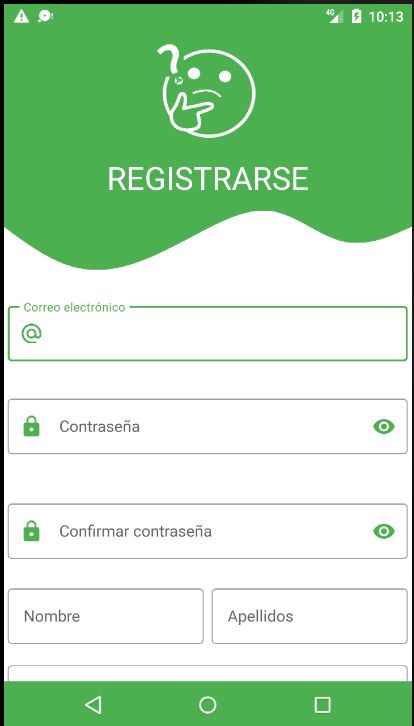 4G 10:13
REGISTRARSE
Correo electrónico
Contraseña
Confirmar contraseña
Nombre Apellidos